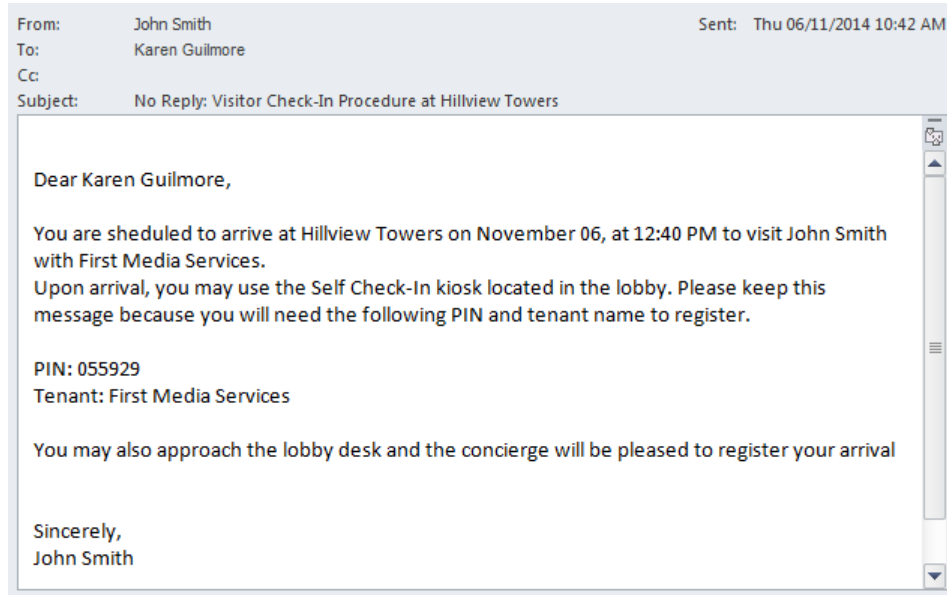 From: John Smith Sent: Thu 06/11/2014 10:42 AM
To: Karen Guilmore
Cc:
Subject: No Reply: Visitor Check-In Procedure at Hillview Towers
Dear Karen Guilmore,
You are sheduled to arrive at Hillview Towers on November 06, at 12:40 PM to visit John Smith
with First Media Services.
Upon arrival, you may use the Self Check-In kiosk located in the lobby. Please keep this
message because you will need the following PIN and tenant name to register.
PIN: 055929
Tenant: First Media Services
You may also approach the lobby desk and the concierge will be pleased to register your arrival
Sincerely,
John Smith